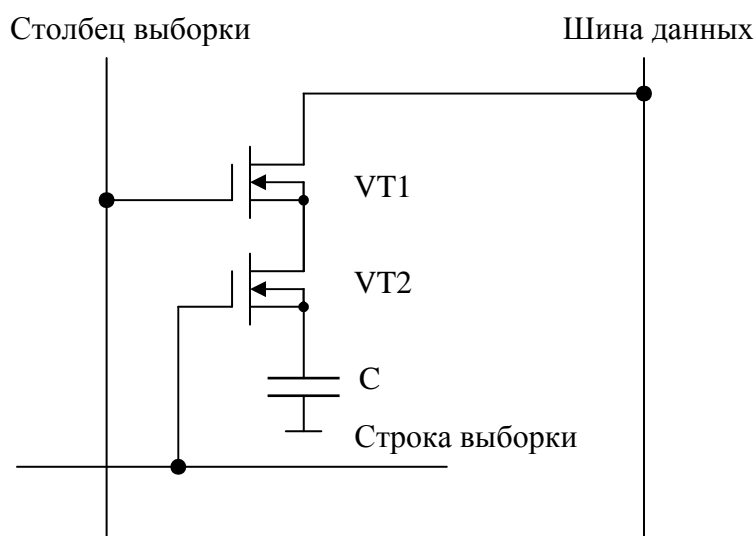 Столбец выборки
Шина данных
VT1
VT2
C
Строка выборки